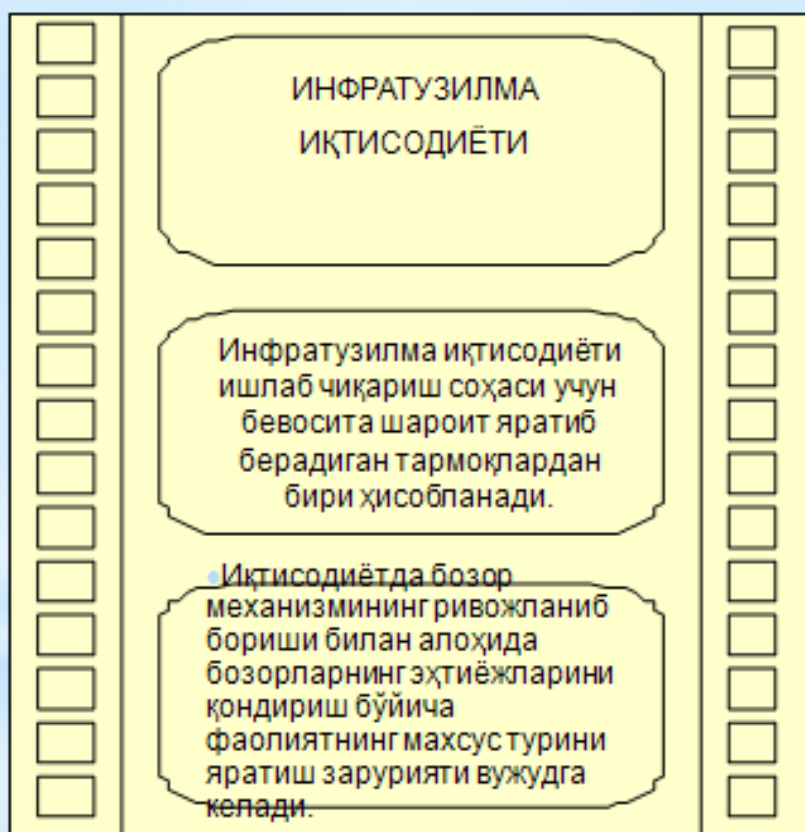 ИНФРАТУЗИЛМА
ИҚТИСОДИЁТИ
Инфратузилма иқтисодиёти
ишлаб чиқариш соҳаси учун
бевосита шароит яратиб
берадиган тармоқлардан
бири ҳисобланади.
•Иқтисодиётда бозор
механизмининг ривожланиб
бориши билан алоҳида
бозорларнинг эҳтиёжларини
қондириш бўйича
фаолиятнинг махсус турини
яратиш зарурияти вужудга
келади.